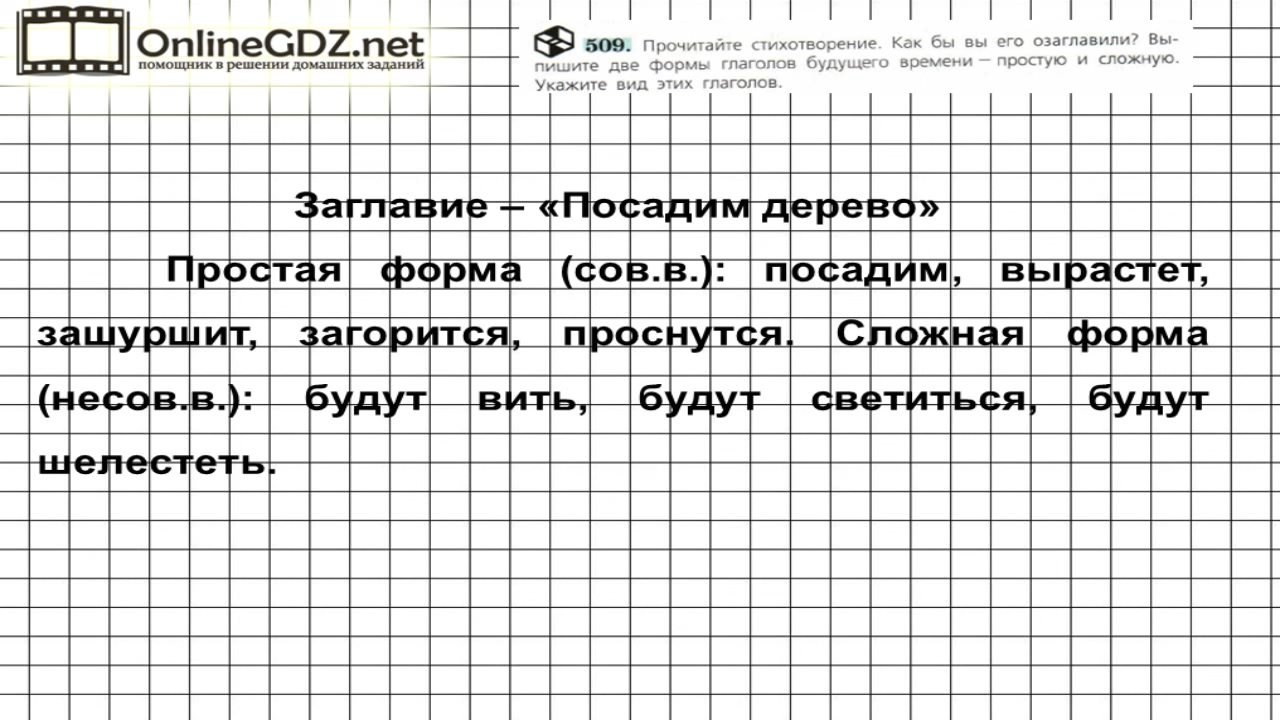 OnlineGDZ.net
помощник в решении домашних заданий
509. Прочитайте стихотворение. Как бы вы его озаглавили? Вы-
пишите две формы глаголов будущего времени – простую и сложную.
Укажите вид этих глаголов.
Заглавие – «Посадим дерево»
Простая форма (сов.в.): посадим, вырастет,
зашуршит, загорится, проснутся. Сложная форма
(несов.в.): будут вить, будут светиться, будут
шелестеть.